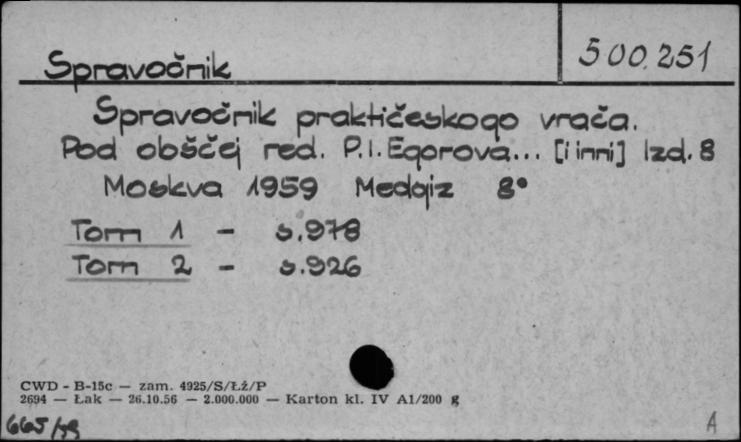 500.251
Spravočnik
Spravočnik praktičeskogo vrača.
Pod obščej red. P.I. Egorova... [i inni] Izd. 8
Moskva 1959 Medgiz 8°
Tom 1 - s.978
Tom 2 - s.926
CWD - B-15c — zam. 4925/S/Łż/P
2694 — Łak — 26.10.56 — 2.000.000 — Karton kl. IV A1/200 g
A